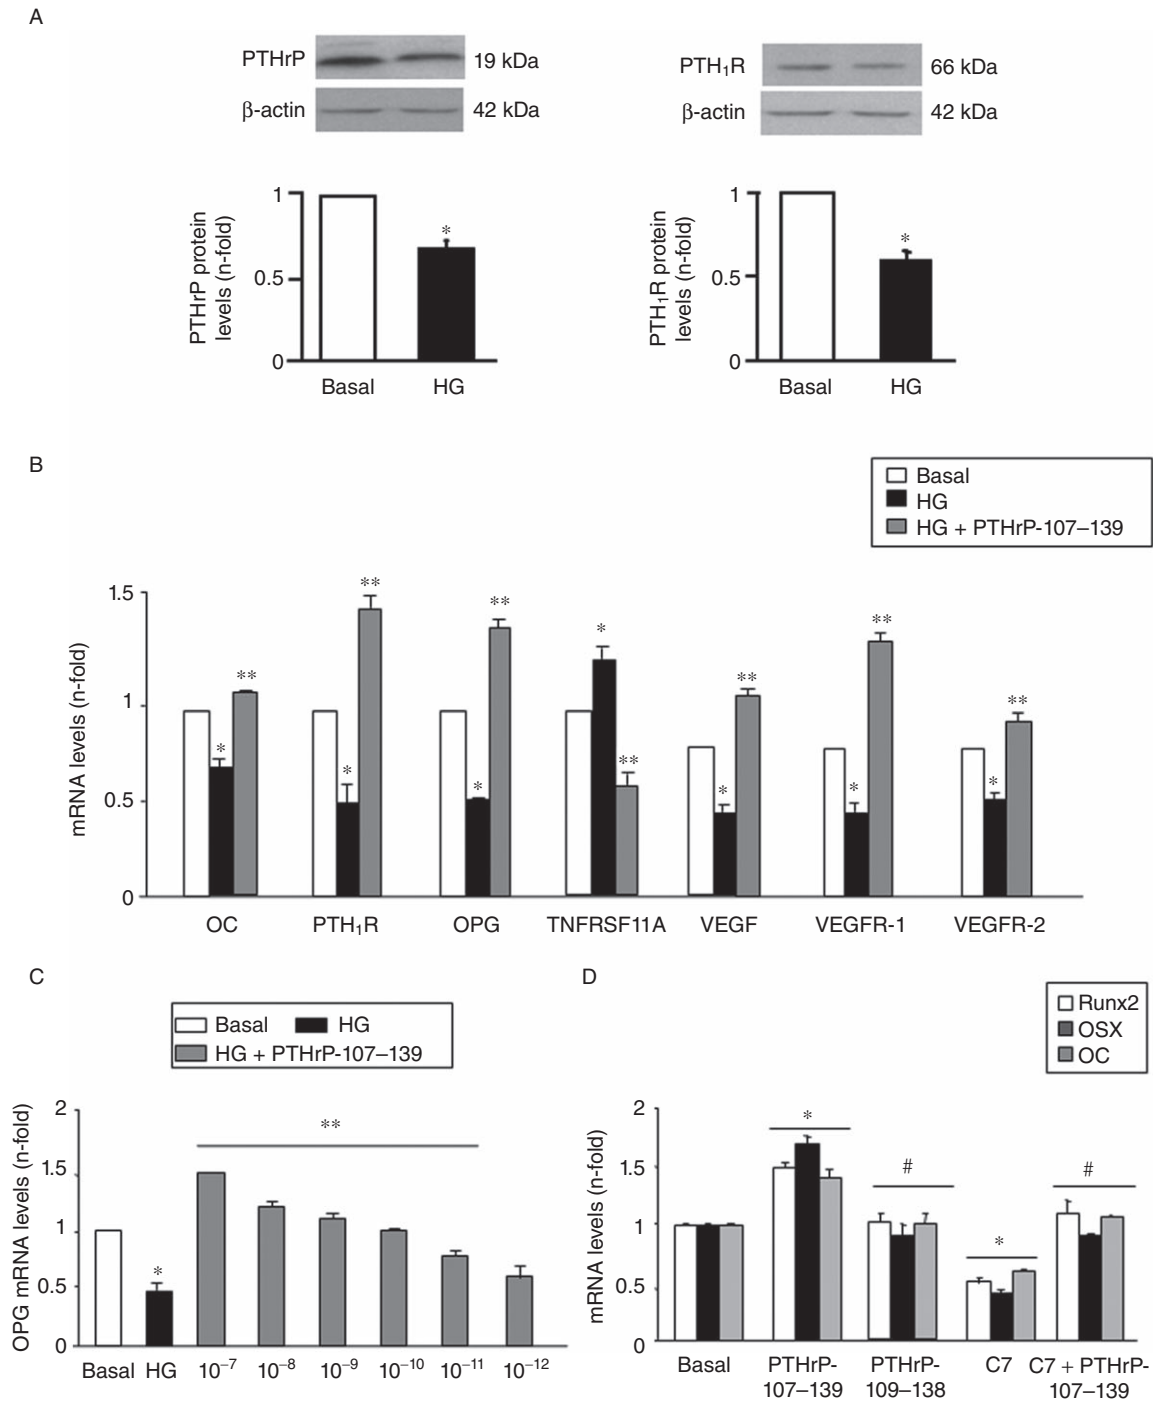 A
PTHrP
19 kDa
β-actin
42 kDa
PTH₁R
66 kDa
β-actin
42 kDa
PTHrP protein
levels (n-fold)
1
0.5
0
*
Basal
HG
PTH₁R protein
levels (n-fold)
1
0.5
0
*
Basal
HG
B
Basal
HG
HG + PTHrP-107–139
mRNA levels (n-fold)
1.5
1
0.5
0
* **
* **
* **
* **
* **
* **
* **
OC
PTH₁R
OPG
TNFRSF11A
VEGF
VEGFR-1
VEGFR-2
C
Basal
HG
HG + PTHrP-107–139
OPG mRNA levels (n-fold)
2
1.5
1
0.5
0
*
**
Basal
HG
10⁻⁷
10⁻⁸
10⁻⁹
10⁻¹⁰
10⁻¹¹
10⁻¹²
D
Runx2
OSX
OC
mRNA levels (n-fold)
2
1.5
1
0.5
0
*
#
*
#
Basal
PTHrP-
107–139
PTHrP-
109–138
C7
C7 + PTHrP-
107–139